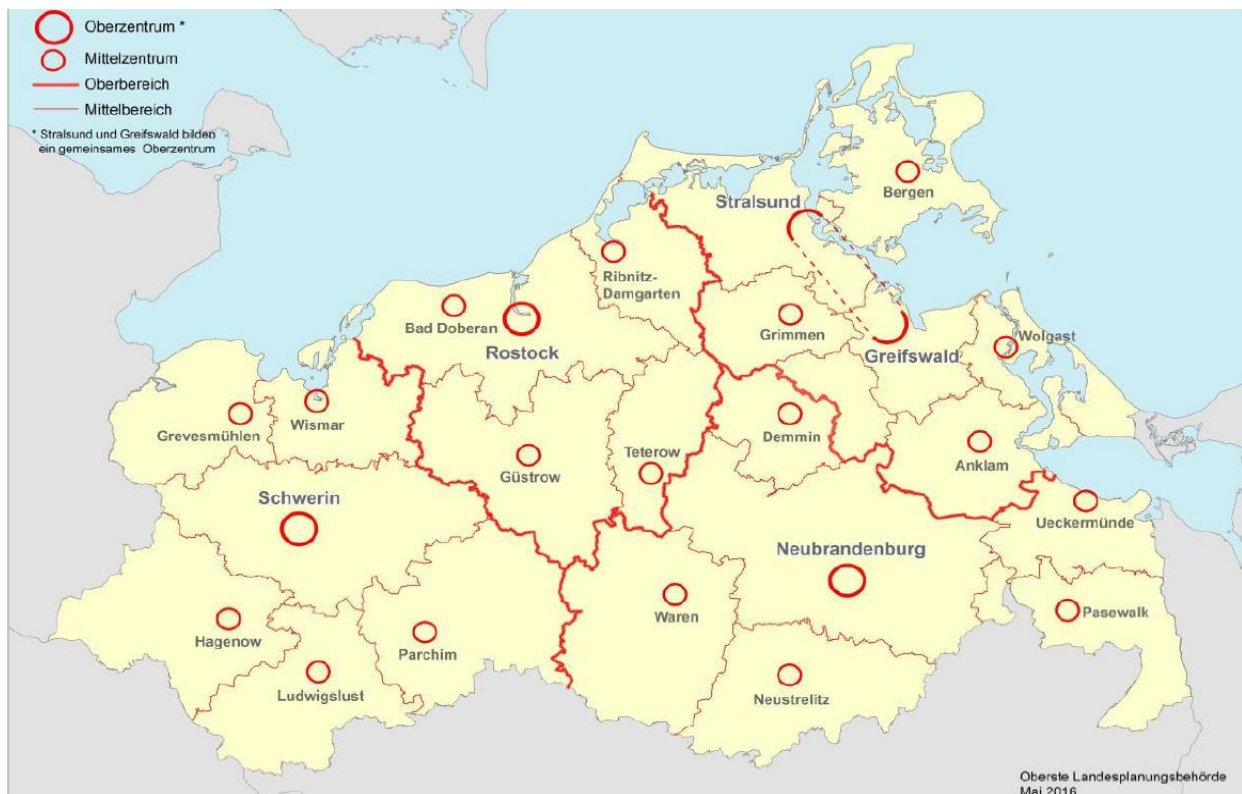 Oberzentrum *
Mittelzentrum
Oberbereich
Mittelbereich
* Stralsund und Greifswald bilden
ein gemeinsames Oberzentrum
Bergen
Stralsund
Ribnitz-
Damgarten
Bad Doberan
Rostock
Grimmen
Greifswald
Wolgast
Grevesmühlen
Wismar
Güstrow
Teterow
Demmin
Anklam
Schwerin
Ueckermünde
Neubrandenburg
Waren
Pasewalk
Hagenow
Parchim
Ludwigslust
Neustrelitz
Oberste Landesplanungsbehörde
Mai 2016